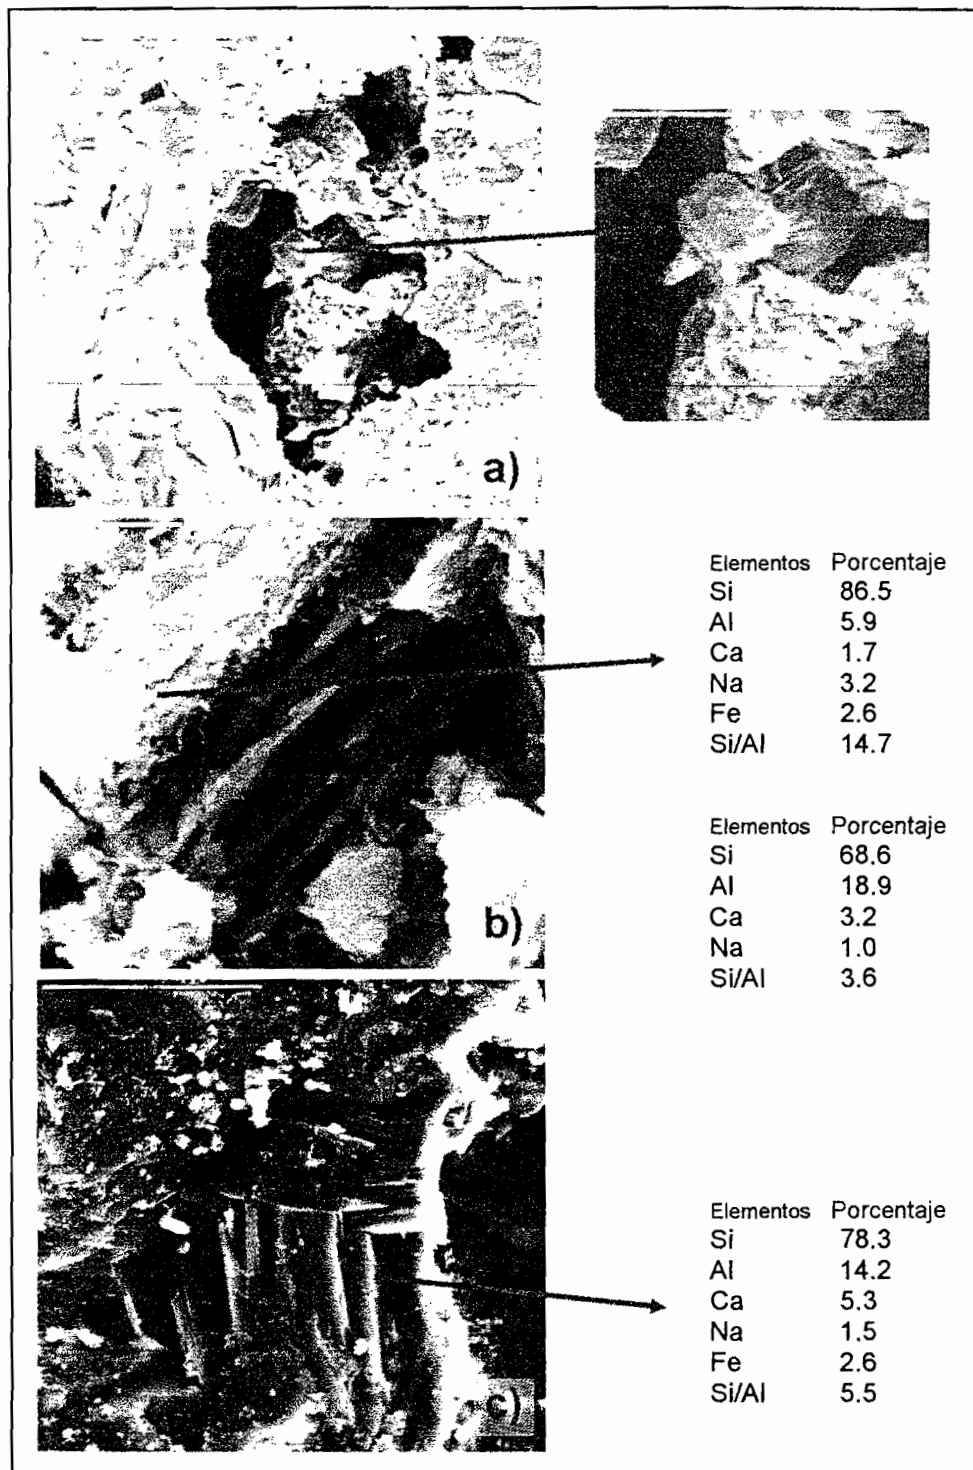 a)
b)
Elementos Porcentaje
Si 86.5
Al 5.9
Ca 1.7
Na 3.2
Fe 2.6
Si/Al 14.7
Elementos Porcentaje
Si 68.6
Al 18.9
Ca 3.2
Na 1.0
Si/Al 3.6
c)
Elementos Porcentaje
Si 78.3
Al 14.2
Ca 5.3
Na 1.5
Fe 2.6
Si/Al 5.5